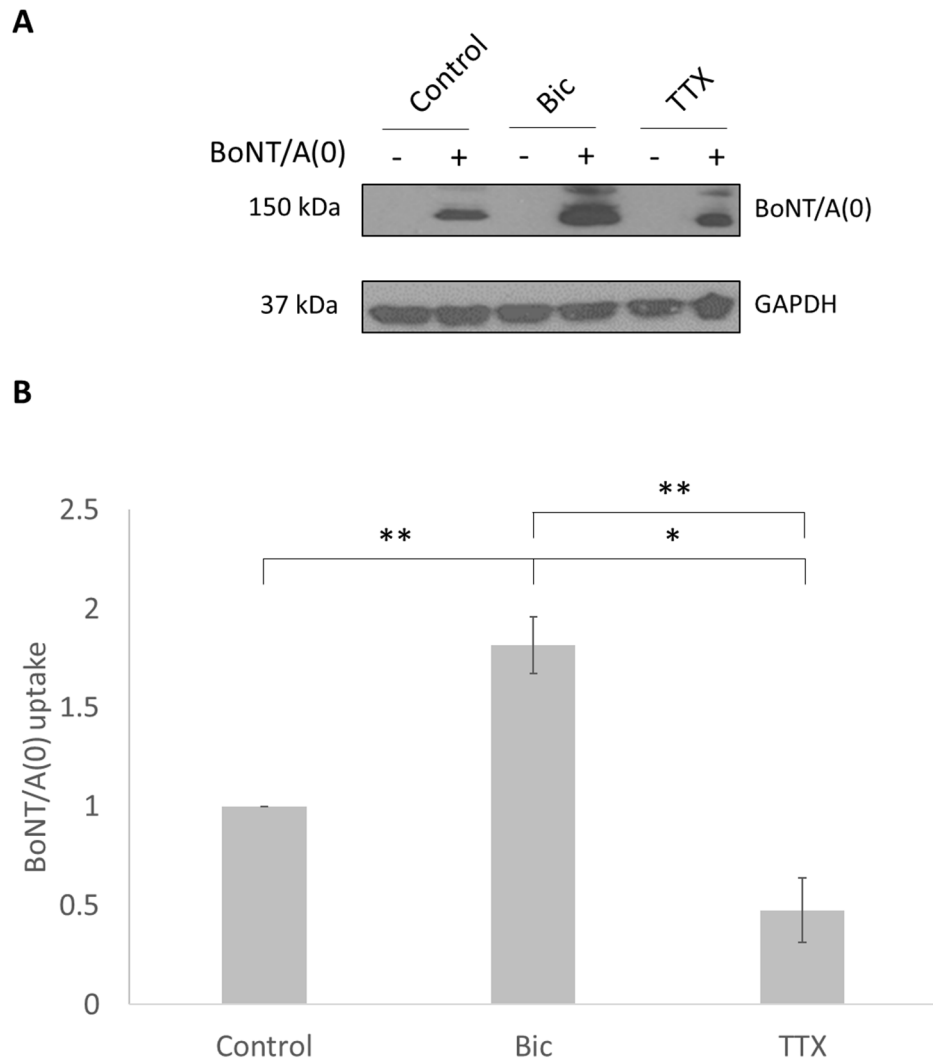 A
Control Bic TTX
BoNT/A(0) - + - + - +
150 kDa BoNT/A(0)
37 kDa GAPDH
B
**
** *
2.5
2
1.5
1
0.5
0
BoNT/A(0) uptake
Control Bic TTX